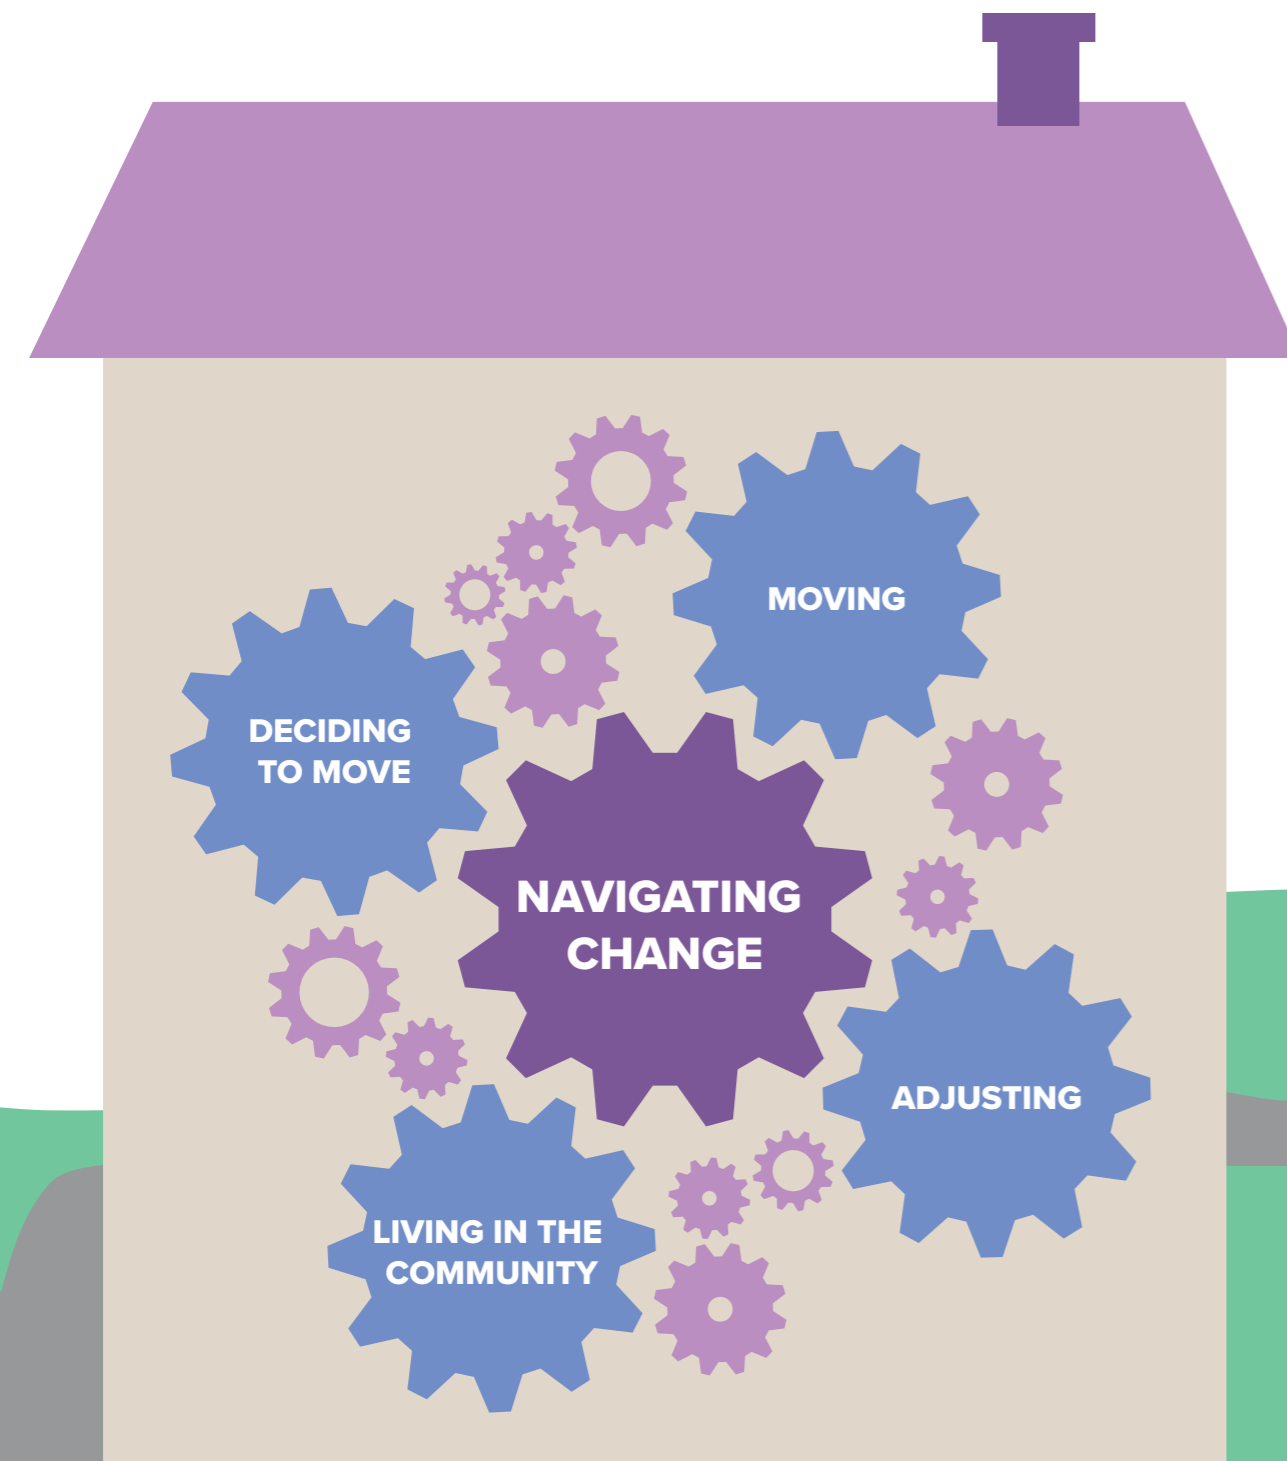 MOVING
DECIDING
TO MOVE
NAVIGATING
CHANGE
ADJUSTING
LIVING IN THE
COMMUNITY